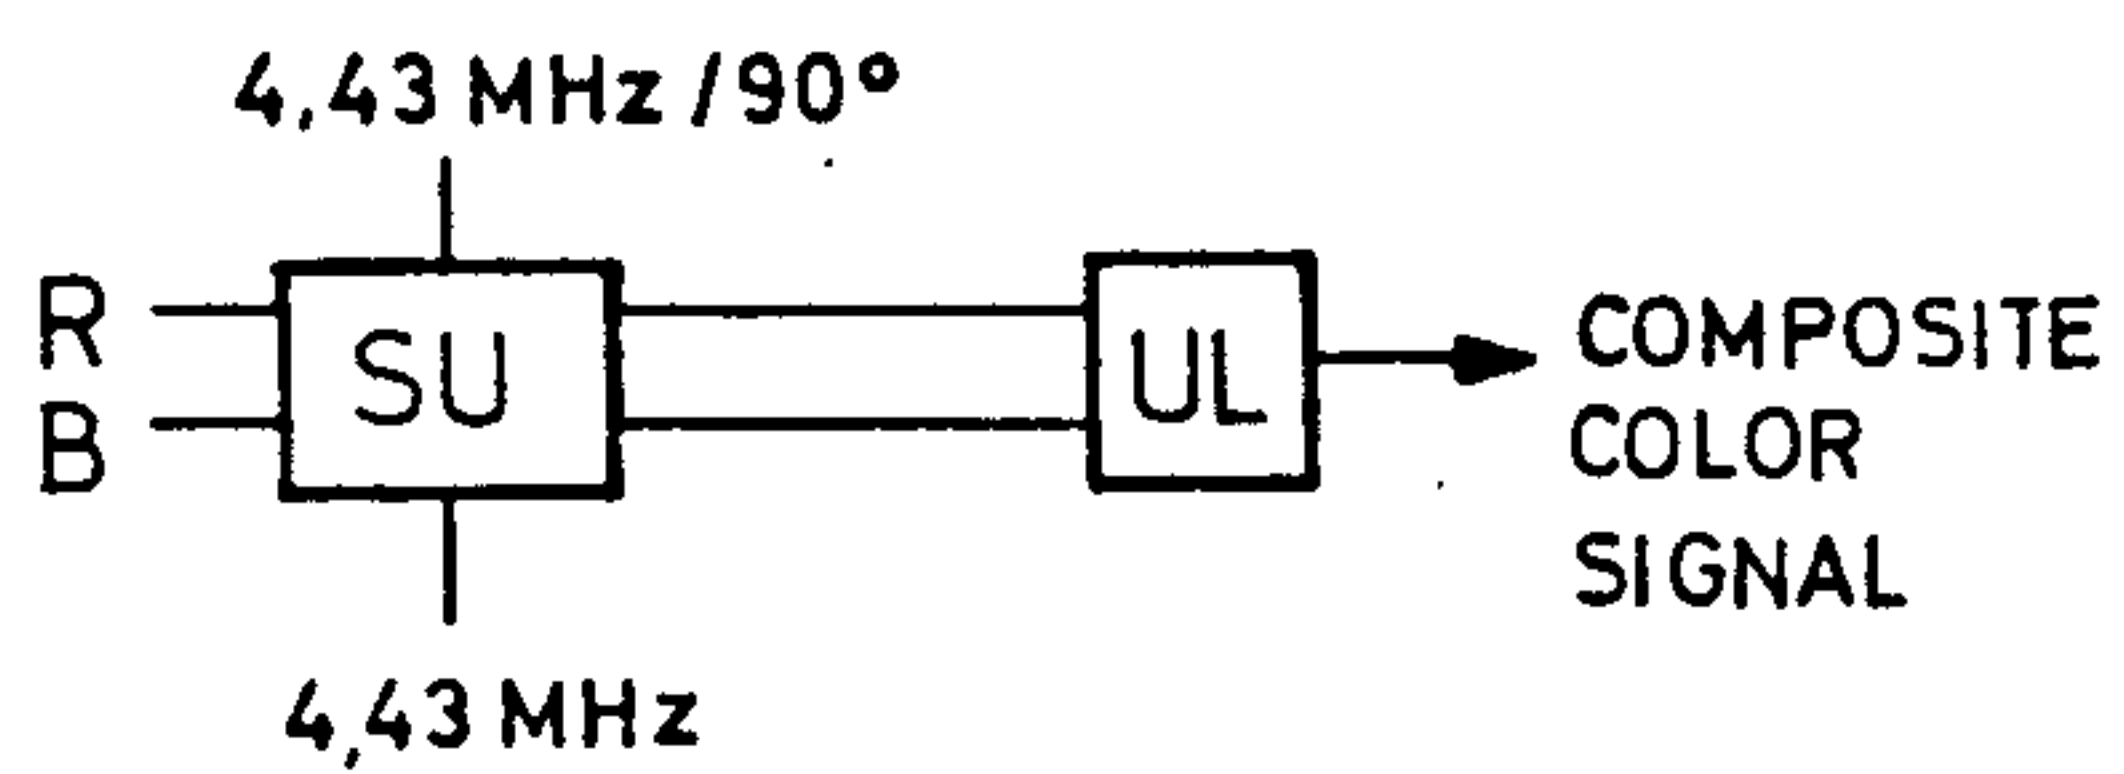 4,43 MHz /90°
R
B
SU
UL
COMPOSITE
COLOR
SIGNAL
4,43 MHz